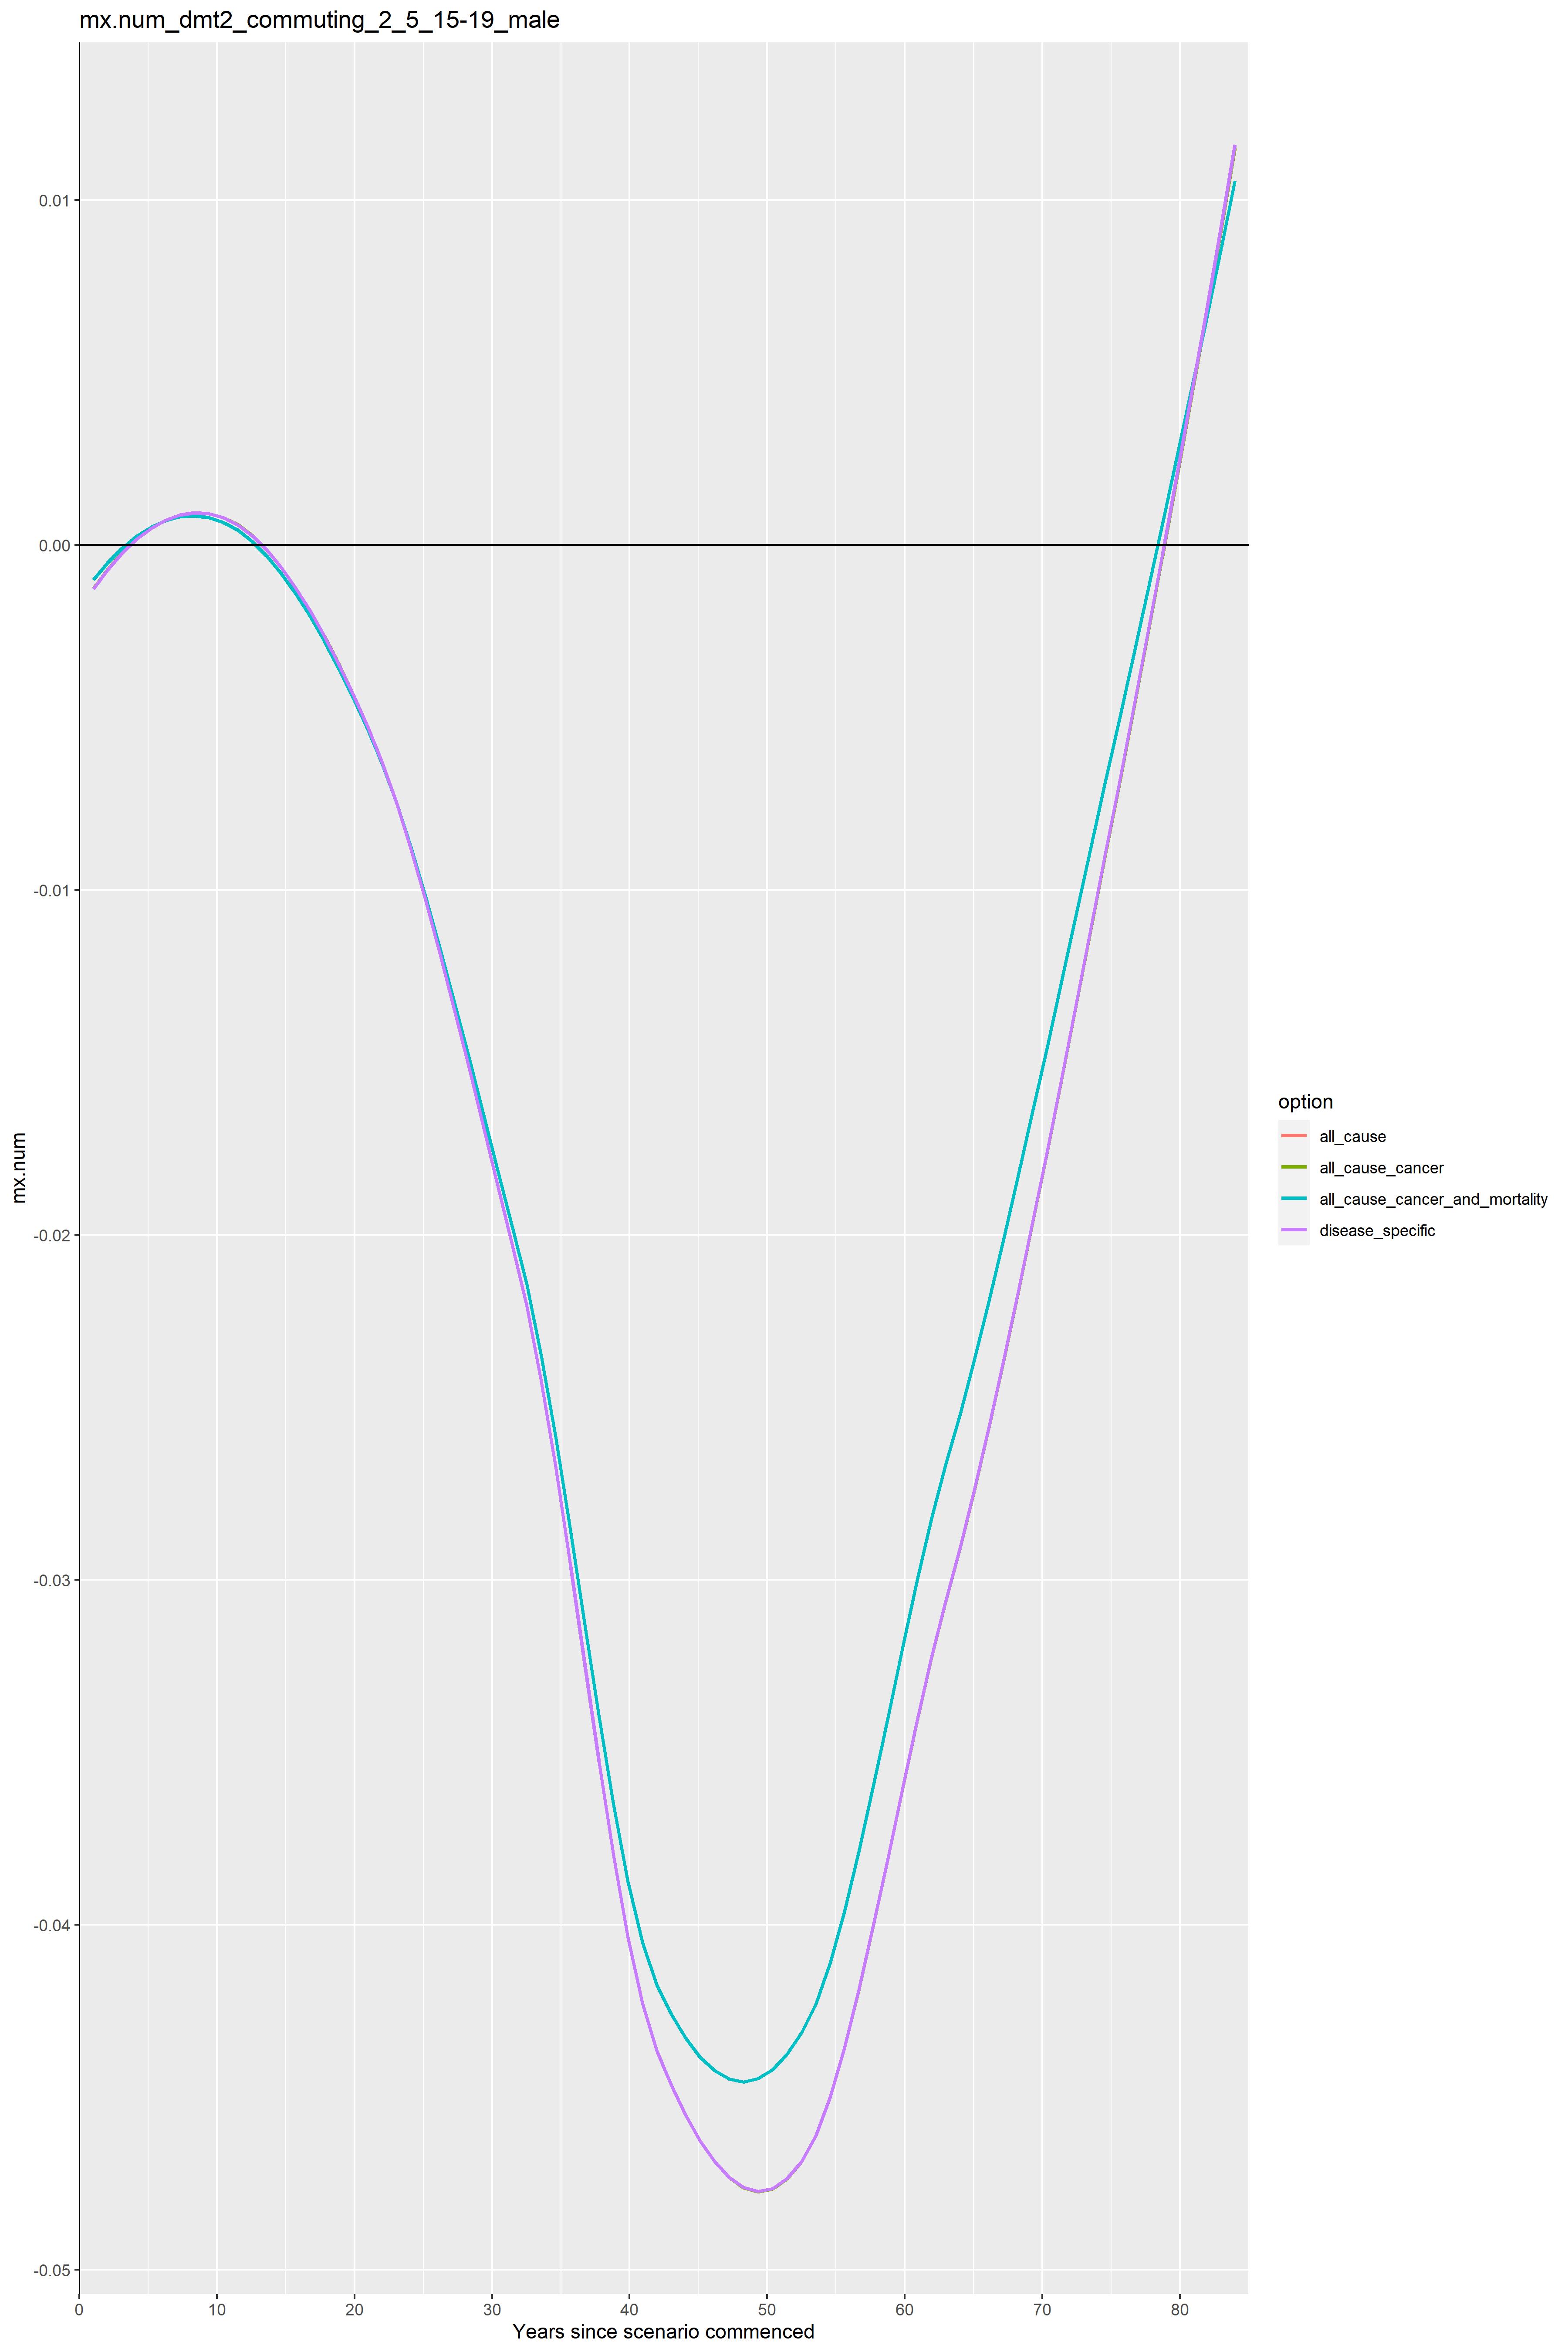 mx.num_dmt2_commuting_2_5_15-19_male
0.01
0.00
-0.01
-0.02
-0.03
-0.04
-0.05
mx.num
0 10 20 30 40 50 60 70 80
Years since scenario commenced
option
all_cause
all_cause_cancer
all_cause_cancer_and_mortality
disease_specific